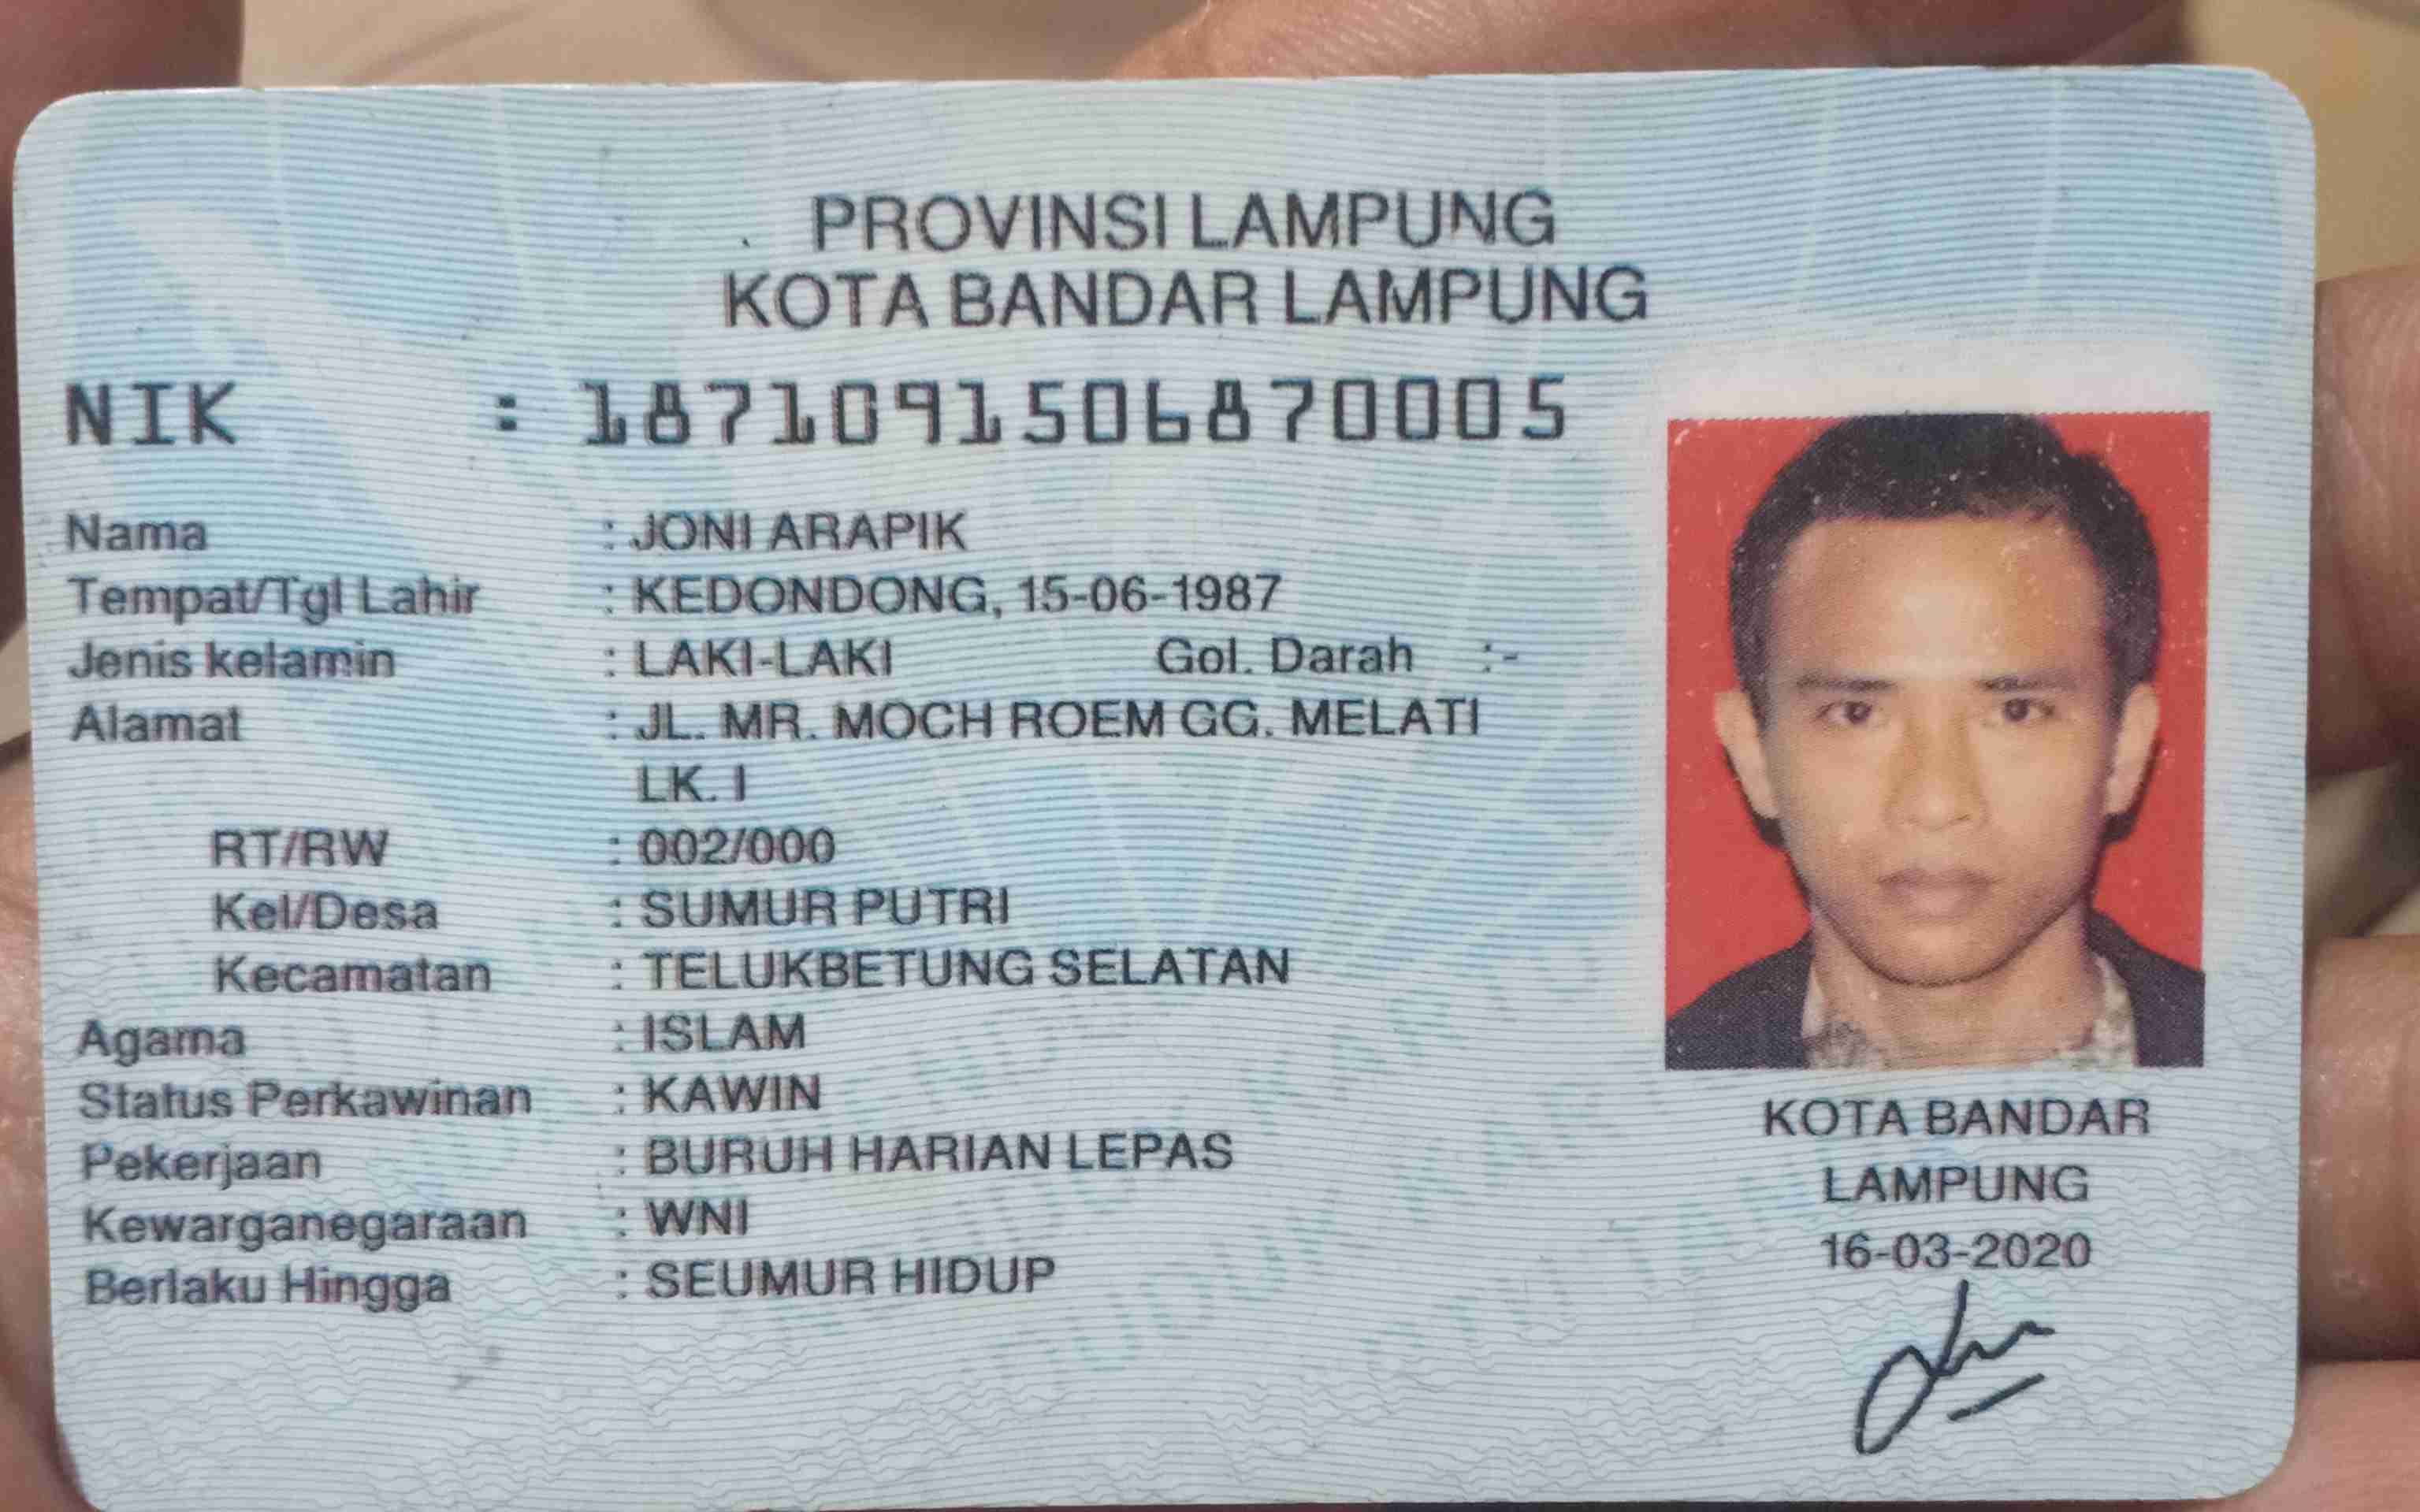 PROVINSI LAMPUNG
KOTA BANDAR LAMPUNG
NIK : 1871091506870005
Nama : JONI ARAPIK
Tempat/Tgl Lahir : KEDONDONG, 15-06-1987
Jenis kelamin : LAKI-LAKI Gol. Darah :-
Alamat : JL. MR. MOCH ROEM GG. MELATI
LK. I
RT/RW : 002/000
Kel/Desa : SUMUR PUTRI
Kecamatan : TELUKBETUNG SELATAN
Agama : ISLAM
Status Perkawinan : KAWIN
Pekerjaan : BURUH HARIAN LEPAS
Kewarganegaraan : WNI
Berlaku Hingga : SEUMUR HIDUP
KOTA BANDAR
LAMPUNG
16-03-2020